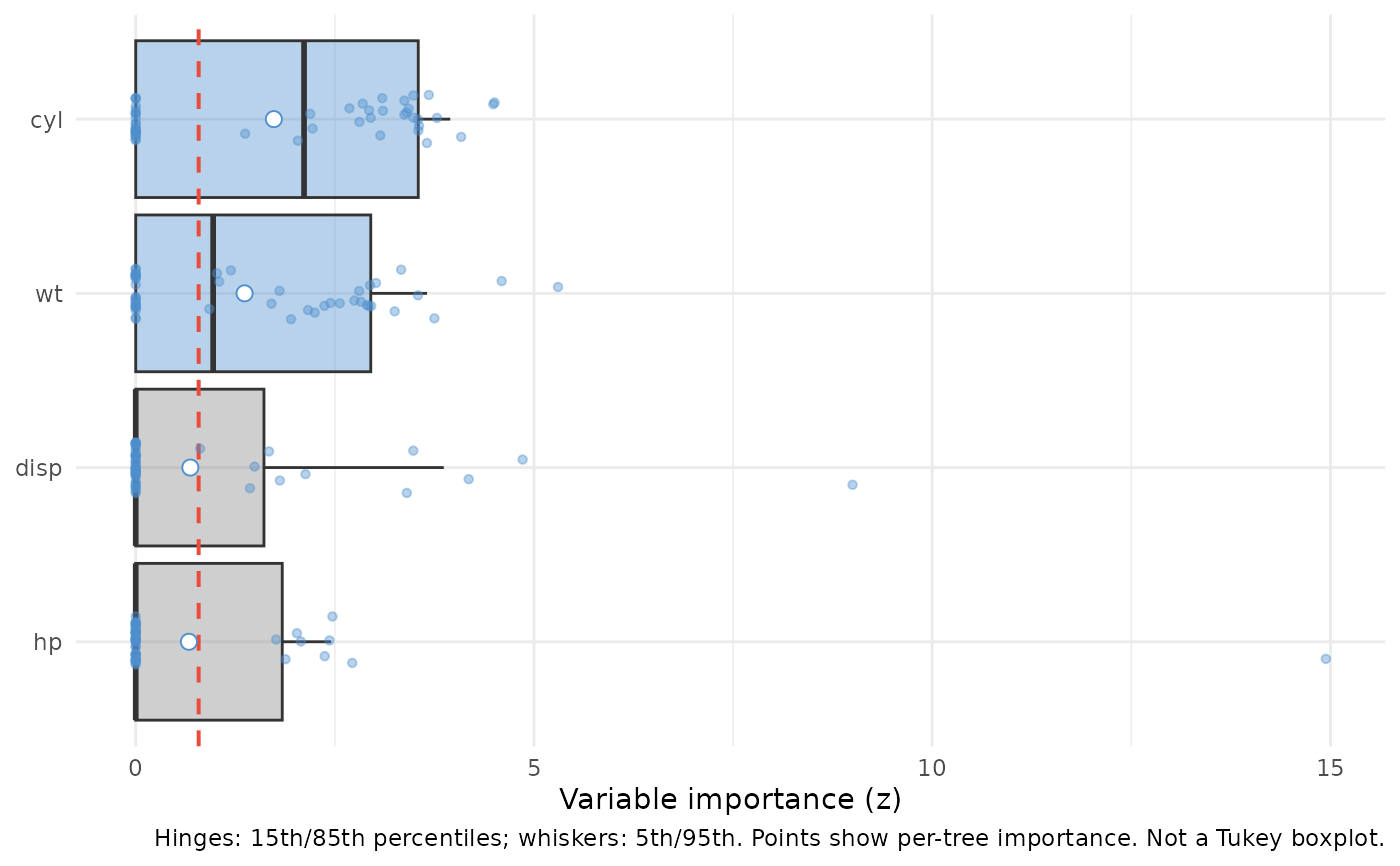 cyl
wt
disp
hp
0 5 10 15
Variable importance (z)
Hinges: 15th/85th percentiles; whiskers: 5th/95th. Points show per-tree importance. Not a Tukey boxplot.